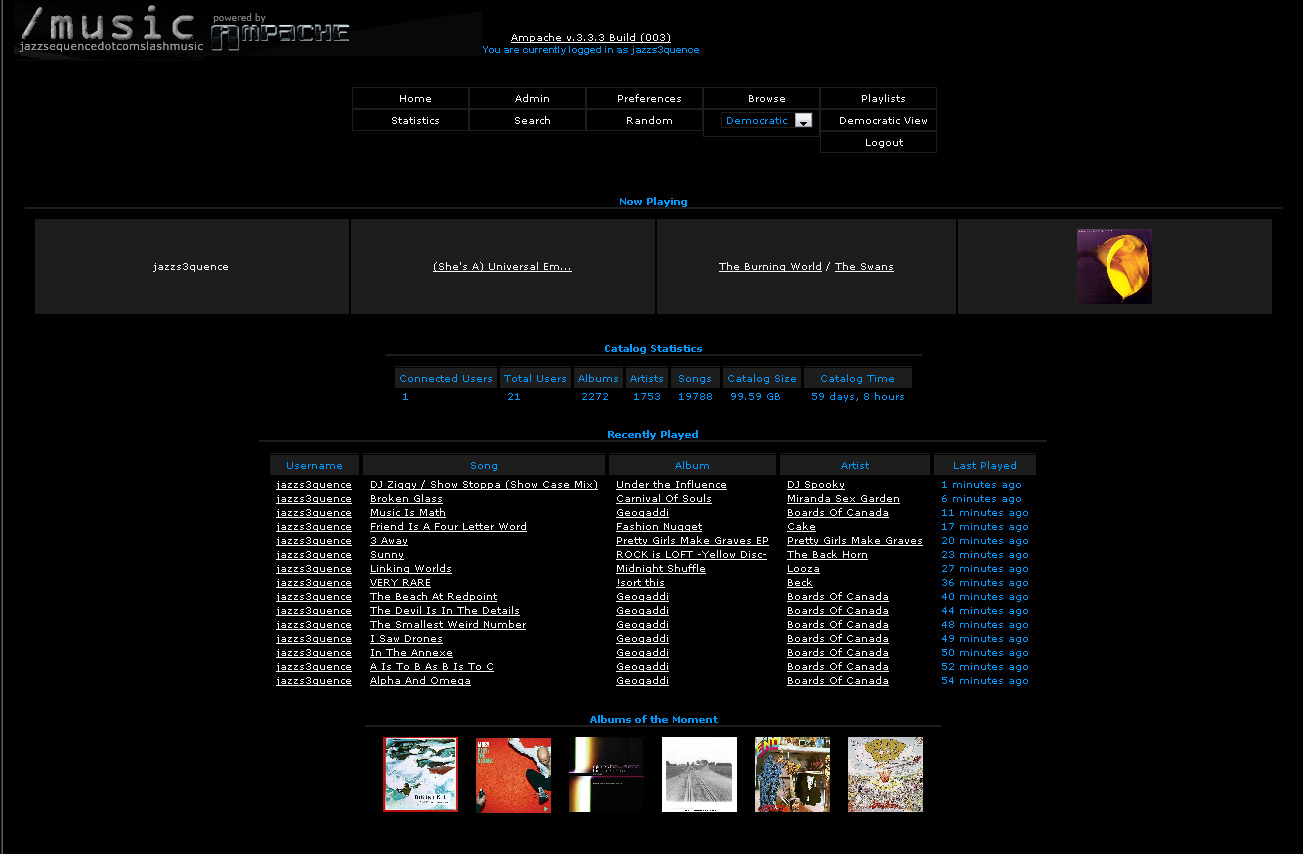 /music
powered by
AMPACHE
jazzsequencedotcomslashmusic
Ampache v.3.3.3 Build (003)
You are currently logged in as jazzs3quence
Home Admin Preferences Browse Playlists
Statistics Search Random Democratic Democratic View
Logout
Now Playing
jazzs3quence (She's A) Universal Em... The Burning World / The Swans
Catalog Statistics
Connected Users Total Users Albums Artists Songs Catalog Size Catalog Time
1 21 2272 1753 19788 99.59 GB 59 days, 8 hours
Recently Played
Username Song Album Artist Last Played
jazzs3quence DJ Ziggy / Show Stoppa (Show Case Mix) Under the Influence DJ Spooky 1 minutes ago
jazzs3quence Broken Glass Carnival Of Souls Miranda Sex Garden 6 minutes ago
jazzs3quence Music Is Math Geogaddi Boards Of Canada 11 minutes ago
jazzs3quence Friend Is A Four Letter Word Fashion Nugget Cake 17 minutes ago
jazzs3quence 3 Away Pretty Girls Make Graves EP Pretty Girls Make Graves 20 minutes ago
jazzs3quence Sunny ROCK is LOFT -Yellow Disc- The Back Horn 23 minutes ago
jazzs3quence Linking Worlds Midnight Shuffle Looza 27 minutes ago
jazzs3quence VERY RARE !sort this Beck 36 minutes ago
jazzs3quence The Beach At Redpoint Geogaddi Boards Of Canada 40 minutes ago
jazzs3quence The Devil Is In The Details Geogaddi Boards Of Canada 44 minutes ago
jazzs3quence The Smallest Weird Number Geogaddi Boards Of Canada 48 minutes ago
jazzs3quence I Saw Drones Geogaddi Boards Of Canada 49 minutes ago
jazzs3quence In The Annexe Geogaddi Boards Of Canada 50 minutes ago
jazzs3quence A Is To B As B Is To C Geogaddi Boards Of Canada 52 minutes ago
jazzs3quence Alpha And Omega Geogaddi Boards Of Canada 54 minutes ago
Albums of the Moment